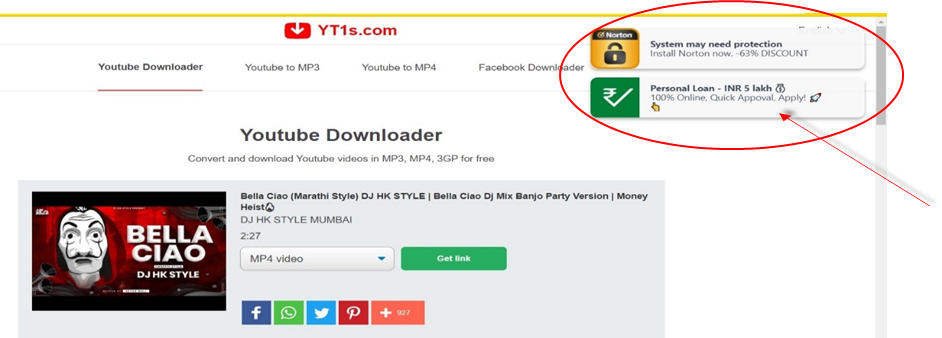 YT1s.com
Norton
System may need protection
Install Norton now. -63% DISCOUNT
Youtube Downloader
Youtube to MP3
Youtube to MP4
Facebook Downloader
Personal Loan - INR 5 lakh
100% Online, Quick Appoval, Apply!
Youtube Downloader
Convert and download Youtube videos in MP3, MP4, 3GP for free
Bella Ciao (Marathi Style) DJ HK STYLE | Bella Ciao Dj Mix Banjo Party Version | Money
Heist
DJ HK STYLE MUMBAI
2:27
BELLA
CIAO
DJ HK STYLE
MP4 video
Get link
927